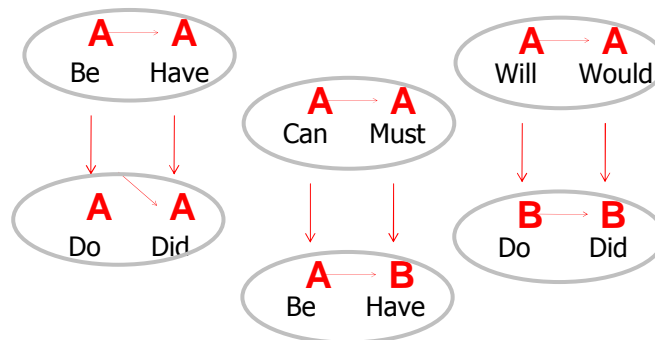 A A
Be Have
A A
Do Did
A A
Can Must
A B
Be Have
A A
Will Would
B B
Do Did